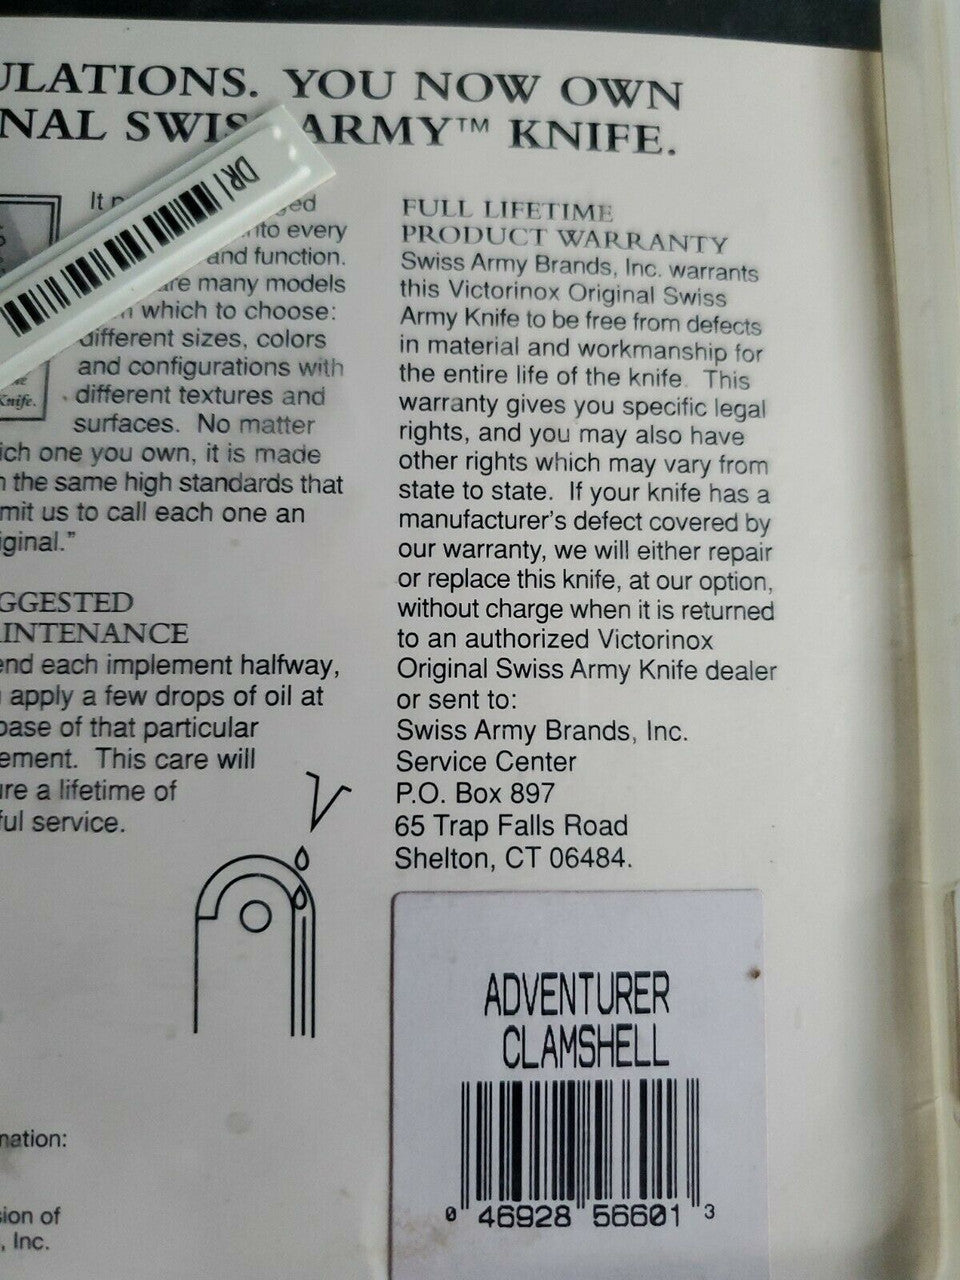 ULATIONS. YOU NOW OWN
NAL SWISS ARMY™ KNIFE.
It
nto every
and function.
are many models
which to choose:
different sizes, colors
and configurations with
different textures and
surfaces. No matter
ich one you own, it is made
the same high standards that
mit us to call each one an
iginal."
Knife.
DRI
GGESTED
INTENANCE
end each implement halfway,
apply a few drops of oil at
base of that particular
ement. This care will
ure a lifetime of
ful service.
nation:
sion of
, Inc.
FULL LIFETIME
PRODUCT WARRANTY
Swiss Army Brands, Inc. warrants
this Victorinox Original Swiss
Army Knife to be free from defects
in material and workmanship for
the entire life of the knife. This
warranty gives you specific legal
rights, and you may also have
other rights which may vary from
state to state. If your knife has a
manufacturer's defect covered by
our warranty, we will either repair
or replace this knife, at our option,
without charge when it is returned
to an authorized Victorinox
Original Swiss Army Knife dealer
or sent to:
Swiss Army Brands, Inc.
Service Center
P.O. Box 897
65 Trap Falls Road
Shelton, CT 06484.
ADVENTURER
CLAMSHELL
0 46928 56601 3